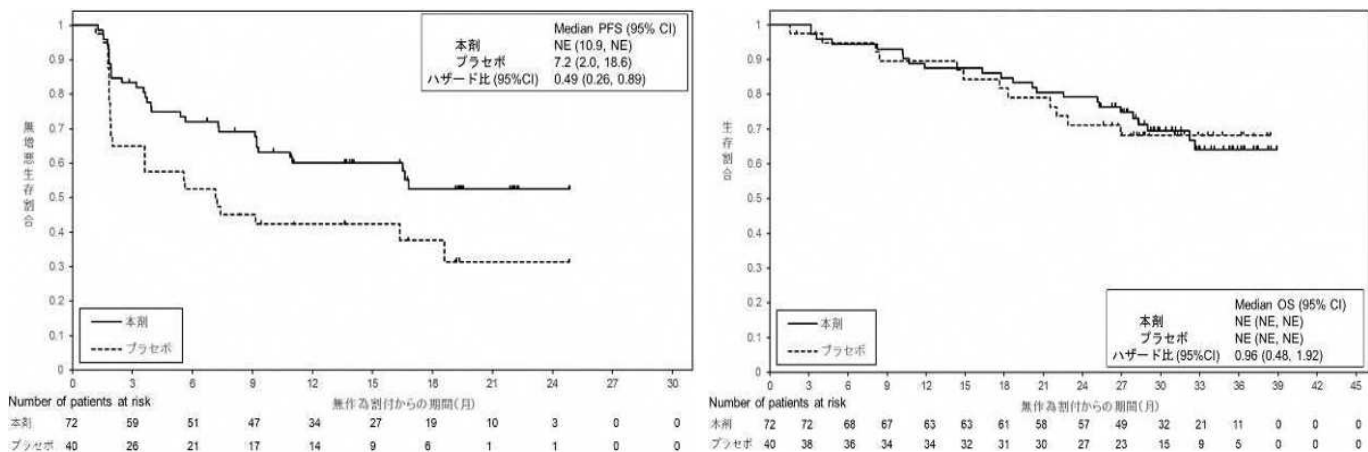 Median PFS (95% CI)
本剤 NE (10.9, NE)
プラセボ 7.2 (2.0, 18.6)
ハザード比 (95%CI) 0.49 (0.26, 0.89)
無増悪生存割合
1
0.9
0.8
0.7
0.6
0.5
0.4
0.3
0.2
0.1
0
本剤
プラセボ
0 3 6 9 12 15 18 21 24 27 30
Number of patients at risk
無作為割付からの期間(月)
本剤 72 59 51 47 34 27 19 10 3 0 0
プラセボ 40 26 21 17 14 9 6 1 1 0 0
生存割合
1
0.9
0.8
0.7
0.6
0.5
0.4
0.3
0.2
0.1
0
Median OS (95% CI)
本剤 NE (NE, NE)
プラセボ NE (NE, NE)
ハザード比 (95%CI) 0.96 (0.48, 1.92)
本剤
プラセボ
0 3 6 9 12 15 18 21 24 27 30 33 36 39 42 45
Number of patients at risk
無作為割付からの期間(月)
本剤 72 72 68 67 63 63 61 58 57 49 32 21 11 0 0 0
プラセボ 40 38 36 34 34 32 31 30 27 23 15 9 5 0 0 0